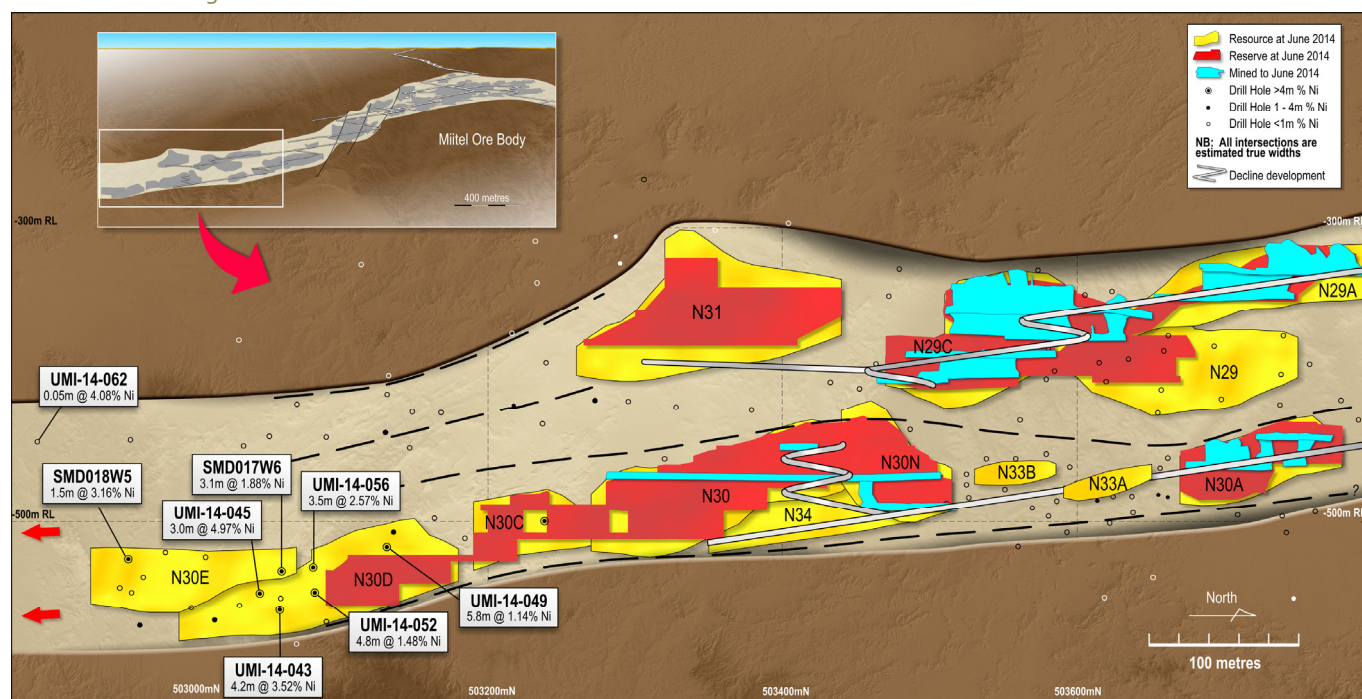 Resource at June 2014
Reserve at June 2014
Mined to June 2014
Drill Hole >4m % Ni
Drill Hole 1 - 4m % Ni
Drill Hole <1m % Ni
NB: All intersections are
estimated true widths
Decline development
Miitel Ore Body
400 metres
-300m RL
-300m RL
N29A
N31
N29C
N29
UMI-14-062
0.05m @ 4.08% Ni
SMD018W5
1.5m @ 3.16% Ni
SMD017W6
3.1m @ 1.88% Ni
UMI-14-056
3.5m @ 2.57% Ni
UMI-14-045
3.0m @ 4.97% Ni
N30N
N33B
N33A
N30
N30A
N30C
N34
?
-500m RL
-500m RL
N30E
N30D
UMI-14-049
5.8m @ 1.14% Ni
UMI-14-052
4.8m @ 1.48% Ni
UMI-14-043
4.2m @ 3.52% Ni
North
100 metres
503000mN
503200mN
503400mN
503600mN